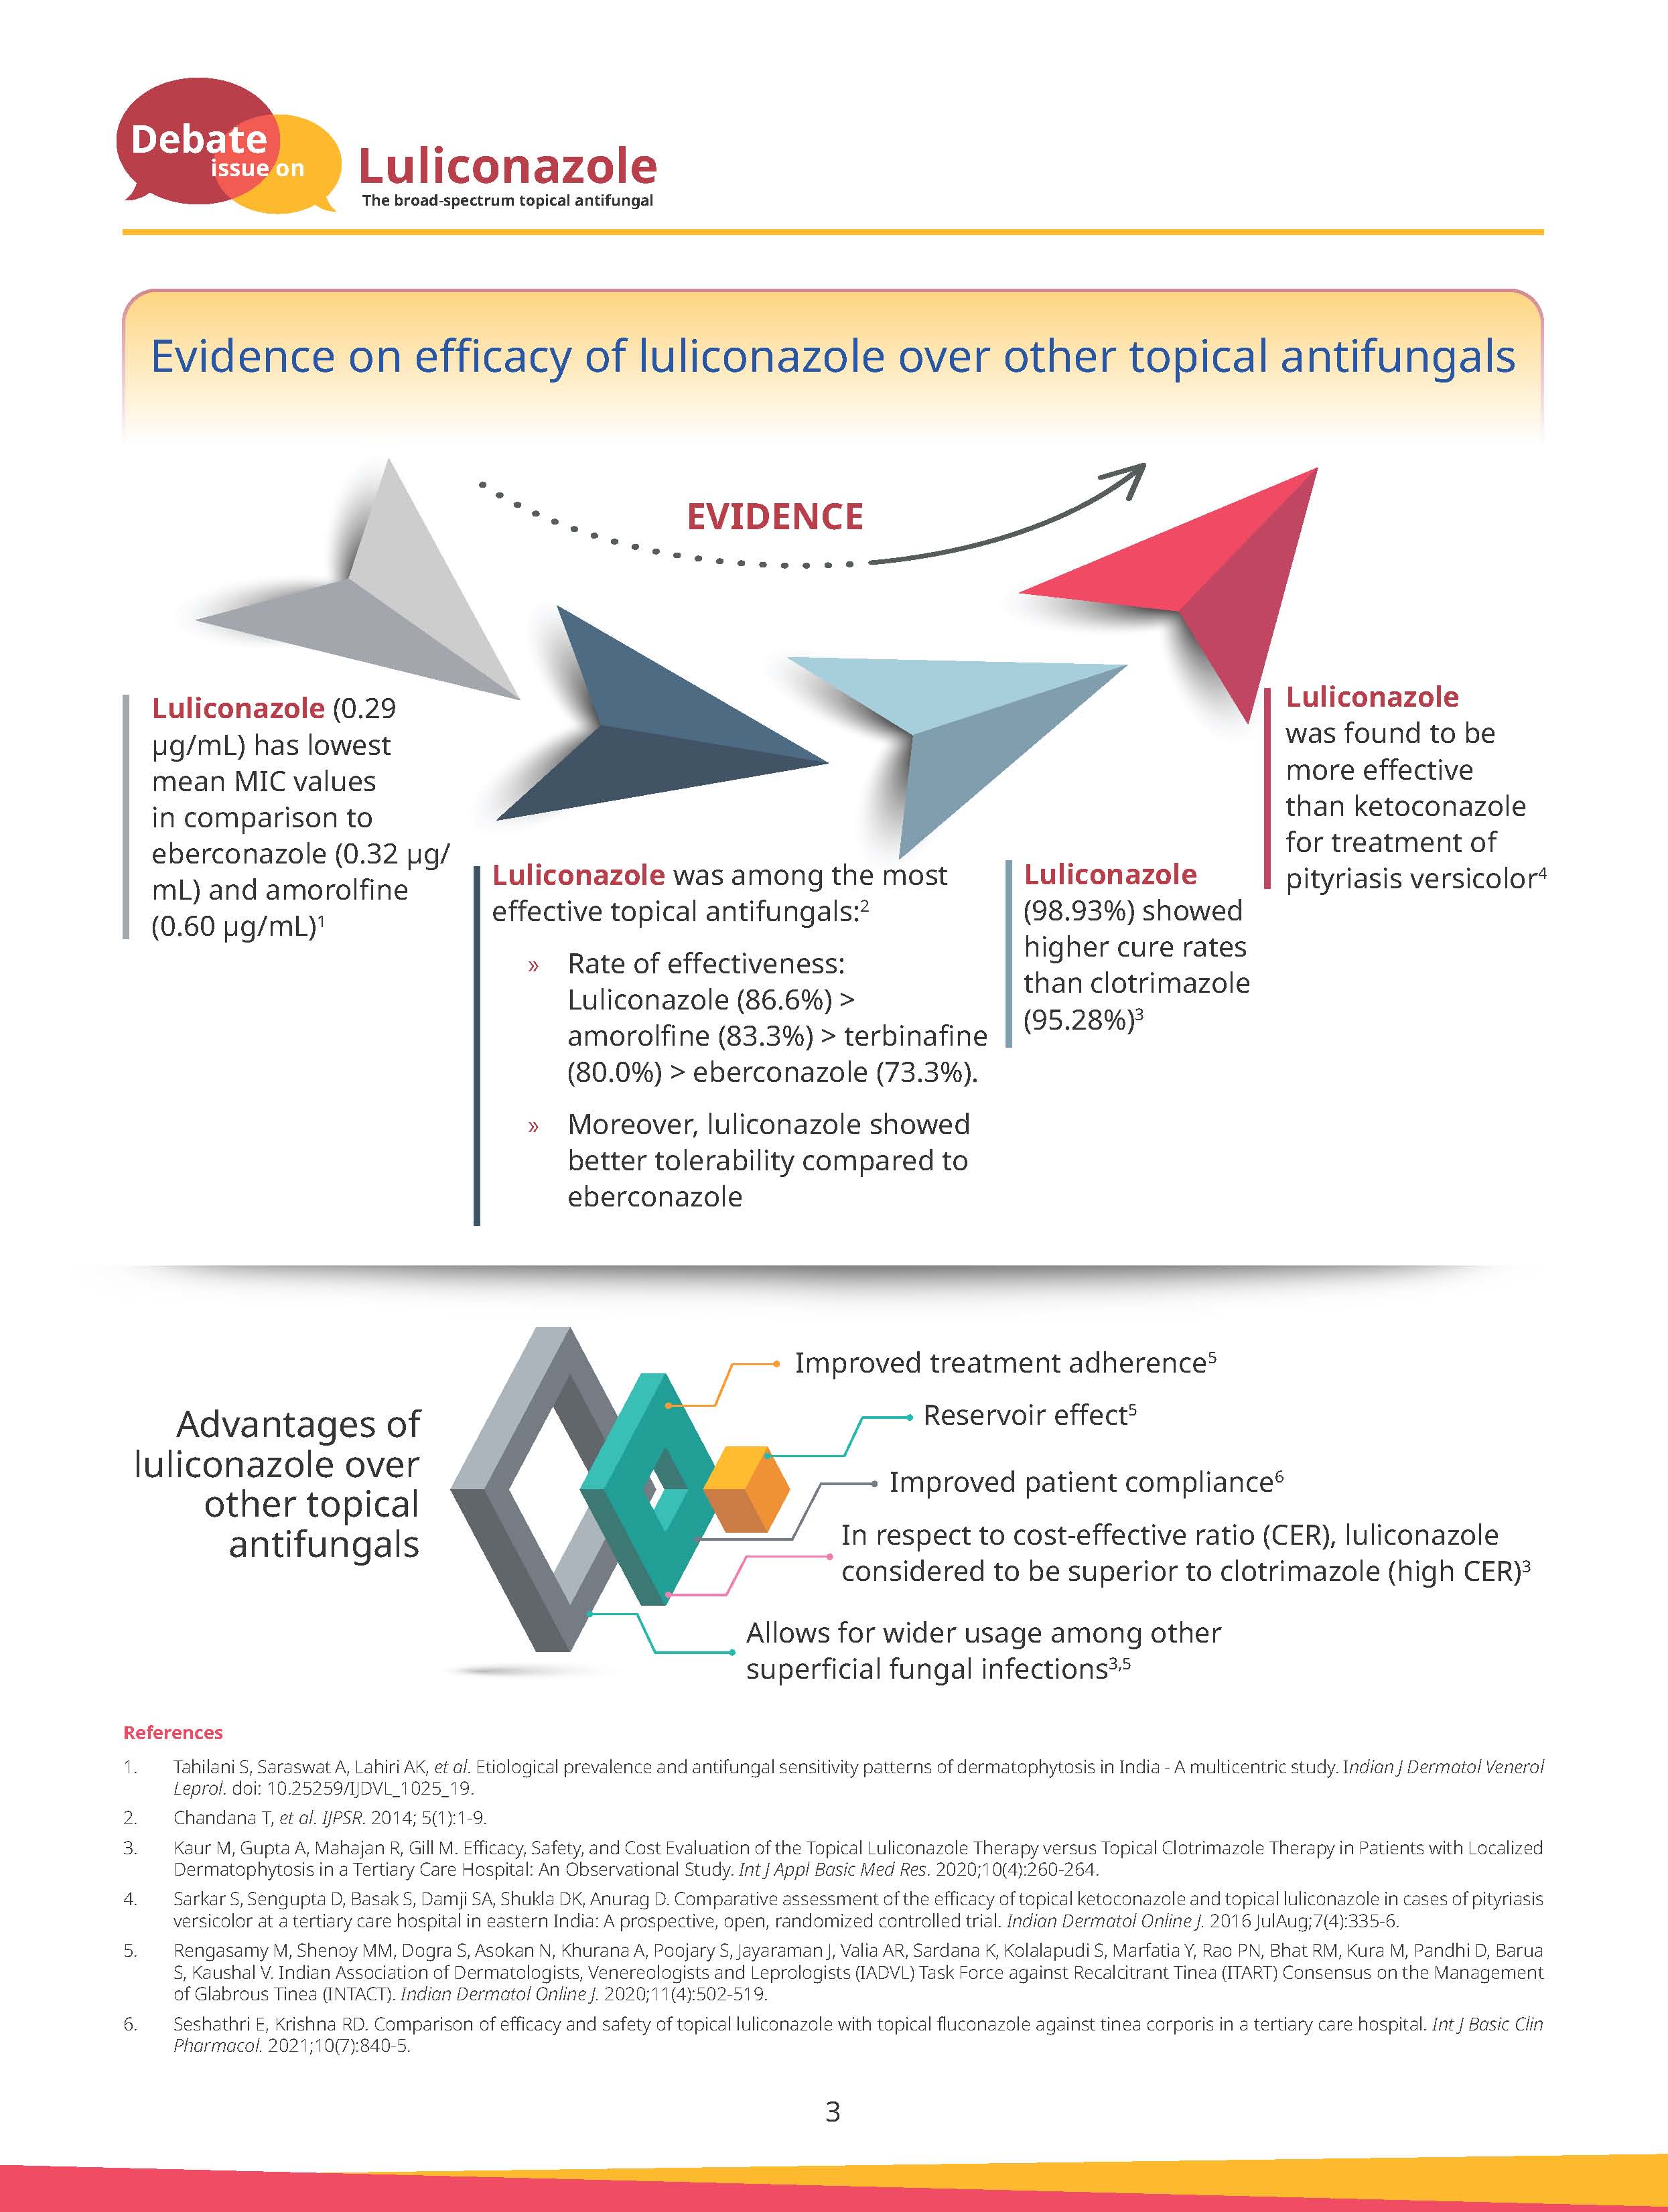 Debate
issue on
Luliconazole
The broad-spectrum topical antifungal
Evidence on efficacy of luliconazole over other topical antifungals
EVIDENCE
Luliconazole (0.29
µg/mL) has lowest
mean MIC values
in comparison to
eberconazole (0.32 µg/
mL) and amorolfine
(0.60 µg/mL)1
Luliconazole was among the most
effective topical antifungals:2
» Rate of effectiveness:
Luliconazole (86.6%) >
amorolfine (83.3%) > terbinafine
(80.0%) > eberconazole (73.3%).
» Moreover, luliconazole showed
better tolerability compared to
eberconazole
Luliconazole
(98.93%) showed
higher cure rates
than clotrimazole
(95.28%)3
Luliconazole
was found to be
more effective
than ketoconazole
for treatment of
pityriasis versicolor4
Advantages of
luliconazole over
other topical
antifungals
Improved treatment adherence5
Reservoir effect5
Improved patient compliance6
In respect to cost-effective ratio (CER), luliconazole
considered to be superior to clotrimazole (high CER)3
Allows for wider usage among other
superficial fungal infections3,5
References
1. Tahilani S, Saraswat A, Lahiri AK, et al. Etiological prevalence and antifungal sensitivity patterns of dermatophytosis in India - A multicentric study. Indian J Dermatol Venerol
Leprol. doi: 10.25259/IJDVL_1025_19.
2. Chandana T, et al. IJPSR. 2014; 5(1):1-9.
3. Kaur M, Gupta A, Mahajan R, Gill M. Efficacy, Safety, and Cost Evaluation of the Topical Luliconazole Therapy versus Topical Clotrimazole Therapy in Patients with Localized
Dermatophytosis in a Tertiary Care Hospital: An Observational Study. Int J Appl Basic Med Res. 2020;10(4):260-264.
4. Sarkar S, Sengupta D, Basak S, Damji SA, Shukla DK, Anurag D. Comparative assessment of the efficacy of topical ketoconazole and topical luliconazole in cases of pityriasis
versicolor at a tertiary care hospital in eastern India: A prospective, open, randomized controlled trial. Indian Dermatol Online J. 2016 JulAug;7(4):335-6.
5. Rengasamy M, Shenoy MM, Dogra S, Asokan N, Khurana A, Poojary S, Jayaraman J, Valia AR, Sardana K, Kolalapudi S, Marfatia Y, Rao PN, Bhat RM, Kura M, Pandhi D, Barua
S, Kaushal V. Indian Association of Dermatologists, Venereologists and Leprologists (IADVL) Task Force against Recalcitrant Tinea (ITART) Consensus on the Management
of Glabrous Tinea (INTACT). Indian Dermatol Online J. 2020;11(4):502-519.
6. Seshathri E, Krishna RD. Comparison of efficacy and safety of topical luliconazole with topical fluconazole against tinea corporis in a tertiary care hospital. Int J Basic Clin
Pharmacol. 2021;10(7):840-5.
3